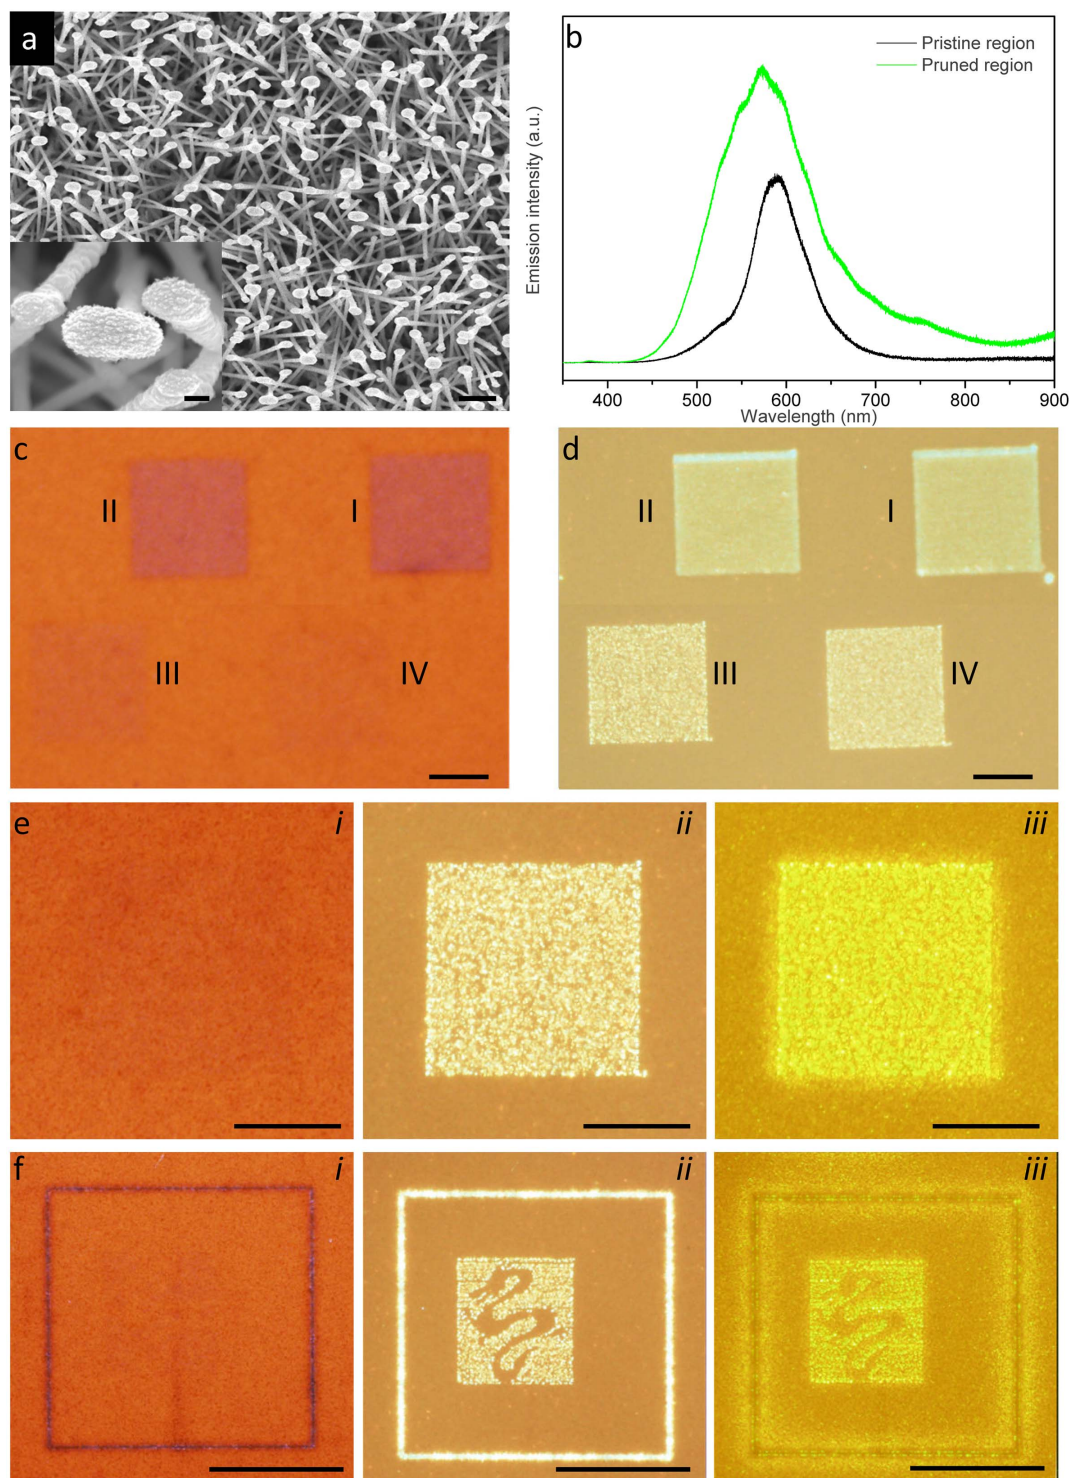 a
b
Pristine region
Pruned region
Emission intensity (a.u.)
400 500 600 700 800 900
Wavelength (nm)
c
II
I
III
IV
d
II
I
III
IV
e
i
ii
iii
f
i
ii
iii